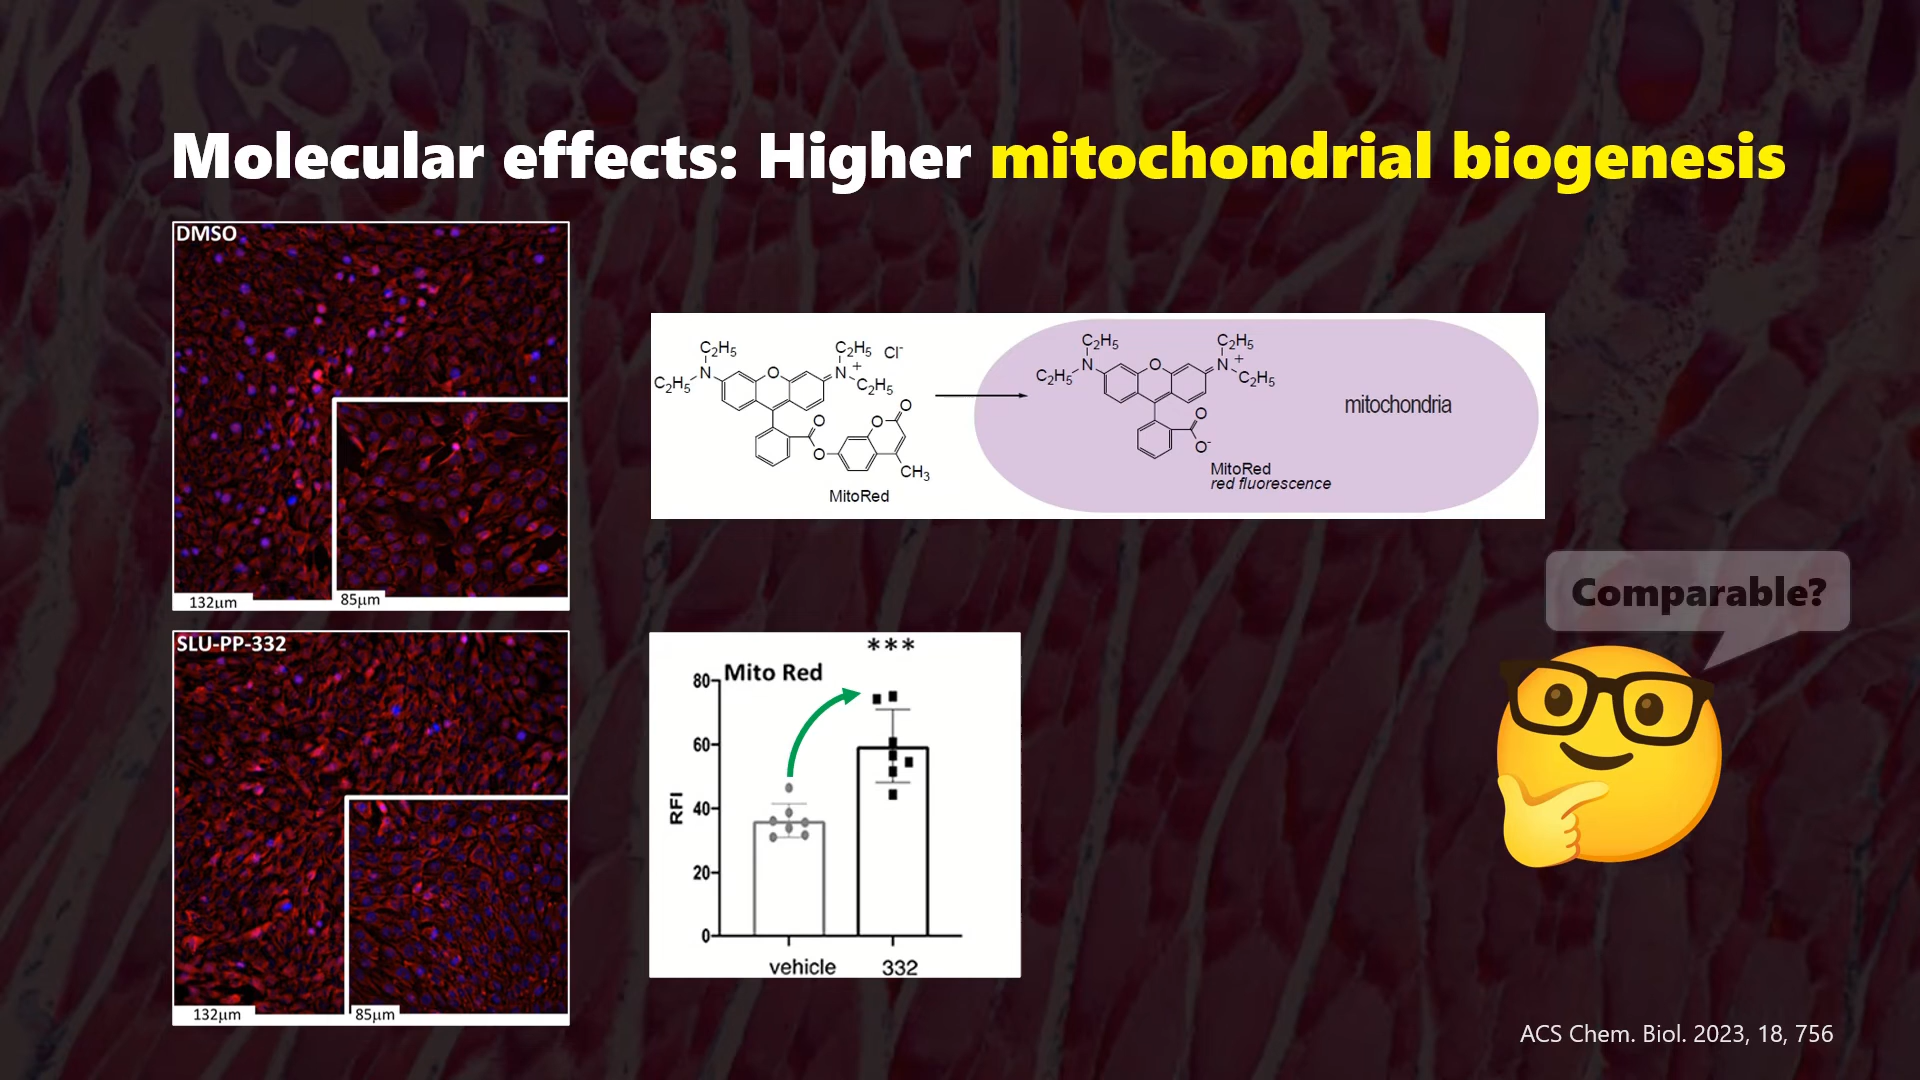 Molecular effects: Higher mitochondrial biogenesis
DMSO
132μm
85μm
SLU-PP-332
132μm
85μm
C2H5
C2H5
N
O
N
+
C2H5
C2H5
Cl-
O
O
O
O
CH3
MitoRed
C2H5
C2H5
N
O
N
+
C2H5
C2H5
O
O-
MitoRed
red fluorescence
mitochondria
Mito Red
***
RFI
80
60
40
20
0
vehicle
332
Comparable?
ACS Chem. Biol. 2023, 18, 756